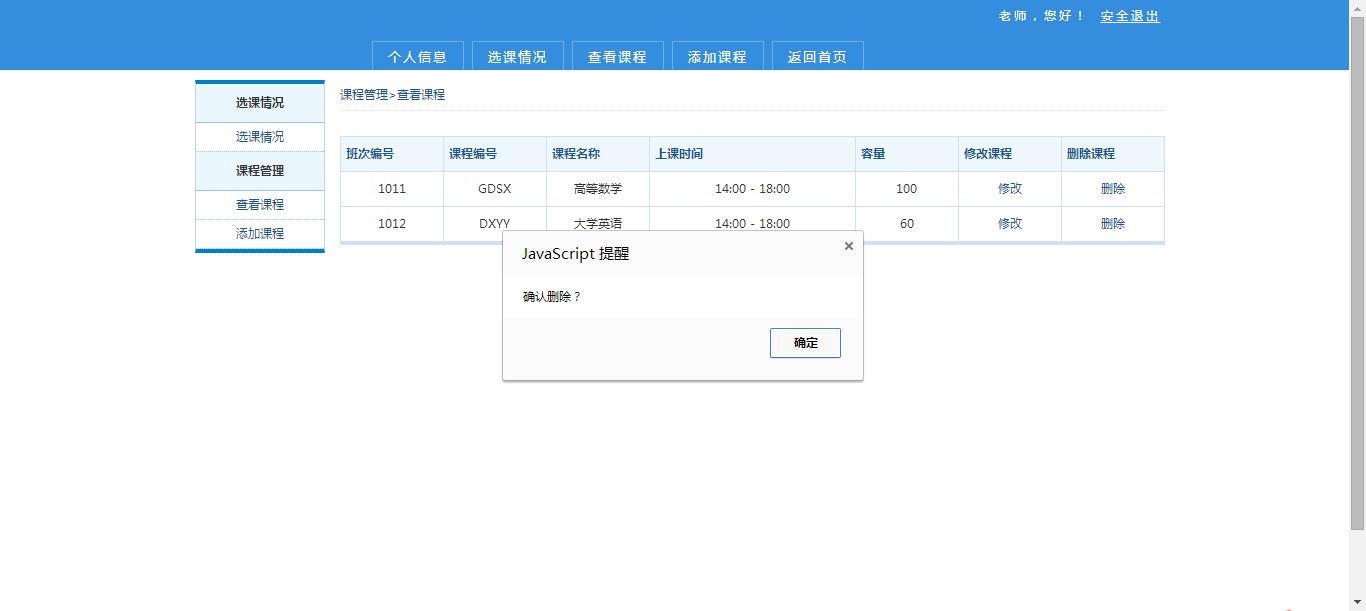 老师，您好！ 安全退出
个人信息 选课情况 查看课程 添加课程 返回首页
选课情况
选课情况
课程管理
查看课程
添加课程
课程管理>查看课程
班次编号 课程编号 课程名称 上课时间 容量 修改课程 删除课程
1011 GDSX 高等数学 14:00 - 18:00 100 修改 删除
1012 DXYY 大学英语 14:00 - 18:00 60 修改 删除
JavaScript 提醒
确认删除？
确定